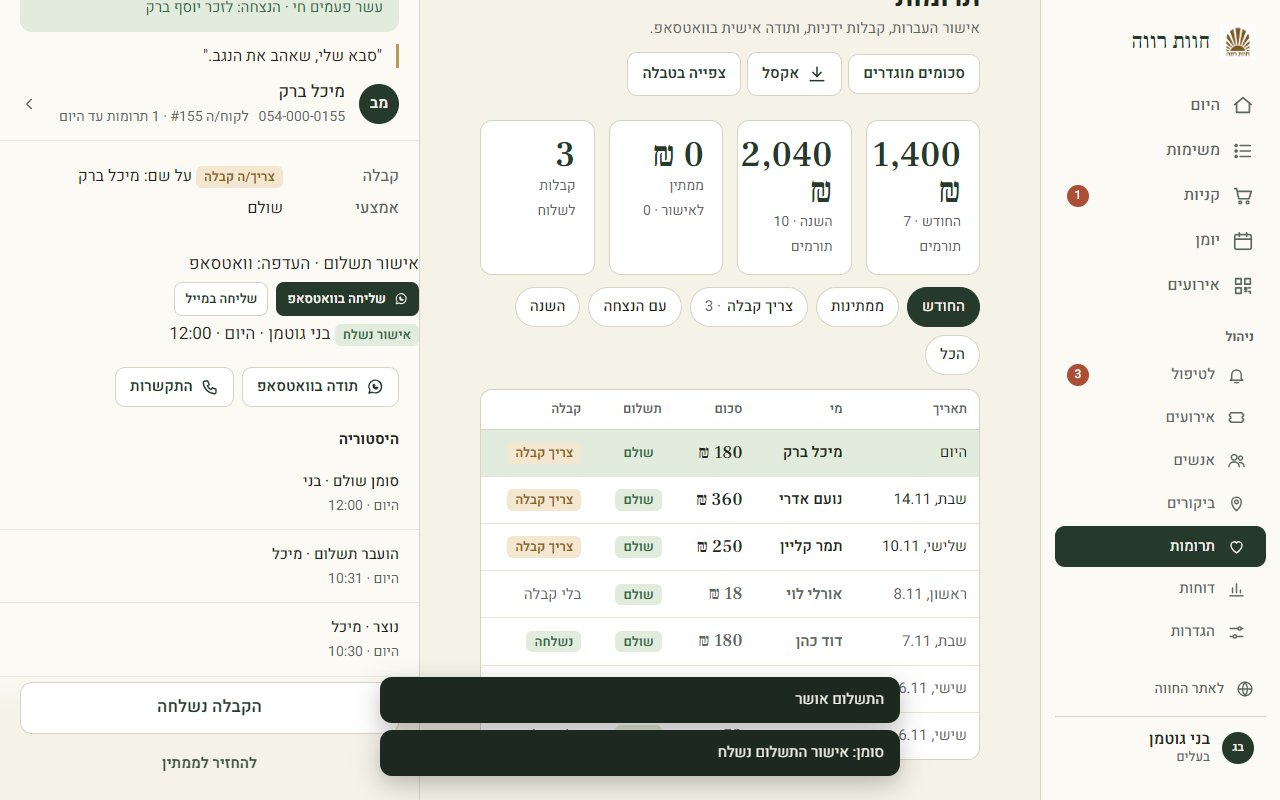 חוות רווה
היום
משימות
קניות
1
יומן
אירועים
ניהול
לטיפול
3
אירועים
אנשים
ביקורים
תרומות
דוחות
הגדרות
לאתר החווה
בג
בני גוטמן
בעלים
אישור העברות, קבלות ידניות, ותודה אישית בוואטסאפ.
סכומים מוגדרים
אקסל
צפייה בטבלה
1,400 ₪
החודש · 7 תורמים
2,040 ₪
השנה · 10 תורמים
0 ₪
ממתין לאישור · 0
3
קבלות לשלוח
החודש
ממתינות
צריך קבלה · 3
עם הנצחה
השנה
הכל
תאריך מי סכום תשלום קבלה
היום מיכל ברק 180 ₪ שולם צריך קבלה
שבת, 14.11 נועם אדרי 360 ₪ שולם צריך קבלה
שלישי, 10.11 תמר קליין 250 ₪ שולם צריך קבלה
ראשון, 8.11 אורלי לוי 18 ₪ שולם בלי קבלה
שבת, 7.11 דוד כהן 180 ₪ שולם נשלחה
שישי, 6.11
שישי, 6.11
התשלום אושר
סומן: אישור התשלום נשלח
עשר פעמים חי · הנצחה: לזכר יוסף ברק
"סבא שלי, שאהב את הנגב."
מב
מיכל ברק
054-000-0155 לקוח/ה #155 · 1 תרומות עד היום
קבלה צריך/ה קבלה על שם: מיכל ברק
אמצעי שולם
אישור תשלום · העדפה: וואטסאפ
שליחה בוואטסאפ
שליחה במייל
אישור נשלח בני גוטמן · היום · 12:00
תודה בוואטסאפ
התקשרות
היסטוריה
סומן שולם · בני
היום · 12:00
הועבר תשלום · מיכל
היום · 10:31
נוצר · מיכל
היום · 10:30
הקבלה נשלחה
להחזיר לממתין